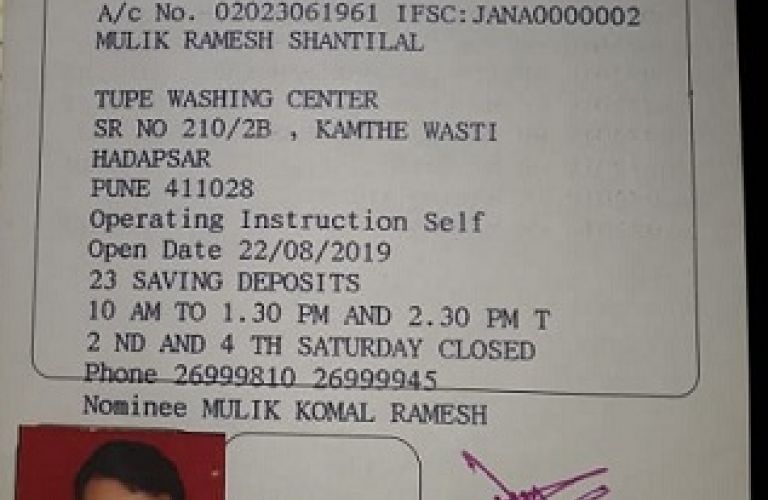 A/c No. 02023061961 IFSC:JANA0000002
MULIK RAMESH SHANTILAL
TUPE WASHING CENTER
SR NO 210/2B , KAMTHE WASTI
HADAPSAR
PUNE 411028
Operating Instruction Self
Open Date 22/08/2019
23 SAVING DEPOSITS
10 AM TO 1.30 PM AND 2.30 PM T
2 ND AND 4 TH SATURDAY CLOSED
Phone 26999810 26999945
Nominee MULIK KOMAL RAMESH